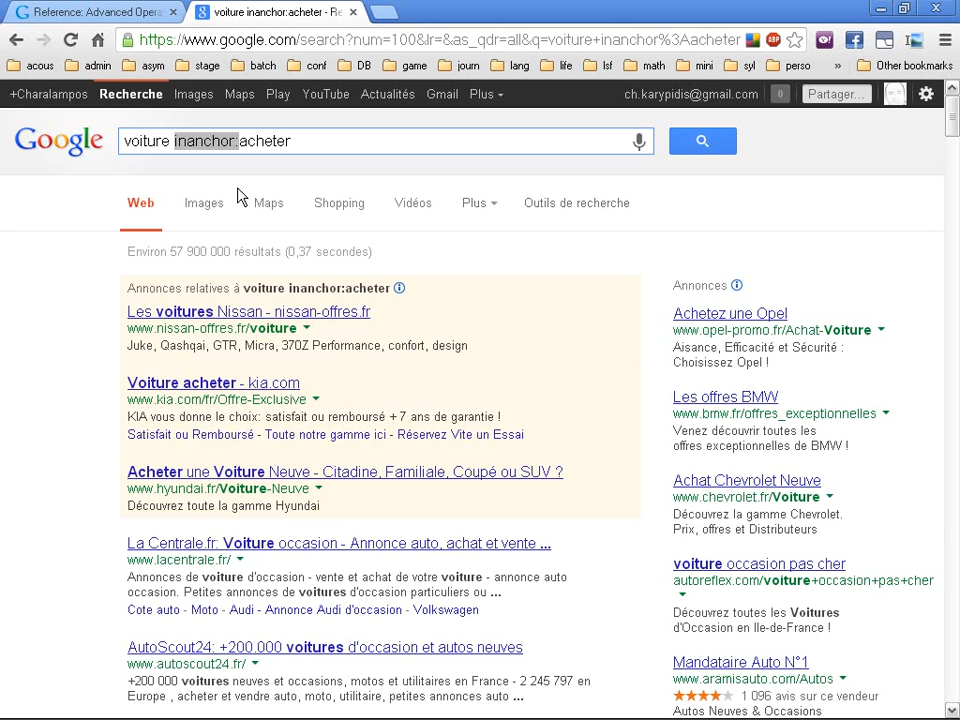 Reference: Advanced Opera
voiture inanchor:acheter - Re
https://www.google.com/search?num=100&lr=&as_qdr=all&q=voiture+inanchor%3Aacheter
ABP
acous admin asym stage batch conf DB game journ lang life lsf math mini syl perso » Other bookmarks
+Charalampos Recherche Images Maps Play YouTube Actualités Gmail Plus ch.karypidis@gmail.com 0 Partager...
Google
voiture inanchor:acheter
Web Images Maps Shopping Vidéos Plus Outils de recherche
Environ 57 900 000 résultats (0,37 secondes)
Annonces relatives à voiture inanchor:acheter
Les voitures Nissan - nissan-offres.fr
www.nissan-offres.fr/voiture
Juke, Qashqai, GTR, Micra, 370Z Performance, confort, design
Voiture acheter - kia.com
www.kia.com/fr/Offre-Exclusive
KIA vous donne le choix: satisfait ou remboursé + 7 ans de garantie !
Satisfait ou Remboursé - Toute notre gamme ici - Réservez Vite un Essai
Acheter une Voiture Neuve - Citadine, Familiale, Coupé ou SUV ?
www.hyundai.fr/Voiture-Neuve
Découvrez toute la gamme Hyundai
La Centrale.fr: Voiture occasion - Annonce auto, achat et vente ...
www.lacentrale.fr/
Annonces de voiture d'occasion - vente et achat de votre voiture - annonce auto
occasion. Petites annonces de voitures d'occasion particuliers ou ...
Cote auto - Moto - Audi - Annonce Audi d'occasion - Volkswagen
AutoScout24: +200.000 voitures d'occasion et autos neuves
www.autoscout24.fr/
+200 000 voitures neuves et occasions, motos et utilitaires en France - 2 245 797 en
Europe , acheter et vendre auto, moto, utilitaire, petites annonces auto ...
Annonces
Achetez une Opel
www.opel-promo.fr/Achat-Voiture
Aisance, Efficacité et Sécurité :
Choisissez Opel !
Les offres BMW
www.bmw.fr/offres_exceptionnelles
Venez découvrir toutes les
offres exceptionnelles de BMW !
Achat Chevrolet Neuve
www.chevrolet.fr/Voiture
Découvrez la gamme Chevrolet.
Prix, offres et Distributeurs
voiture occasion pas cher
autoreflex.com/voiture+occasion+pas+cher
Découvrez toutes les Voitures
d'Occasion en Ile-de-France !
Mandataire Auto N°1
www.aramisauto.com/Autos
1 096 avis sur ce vendeur
Autos Neuves & Occasions